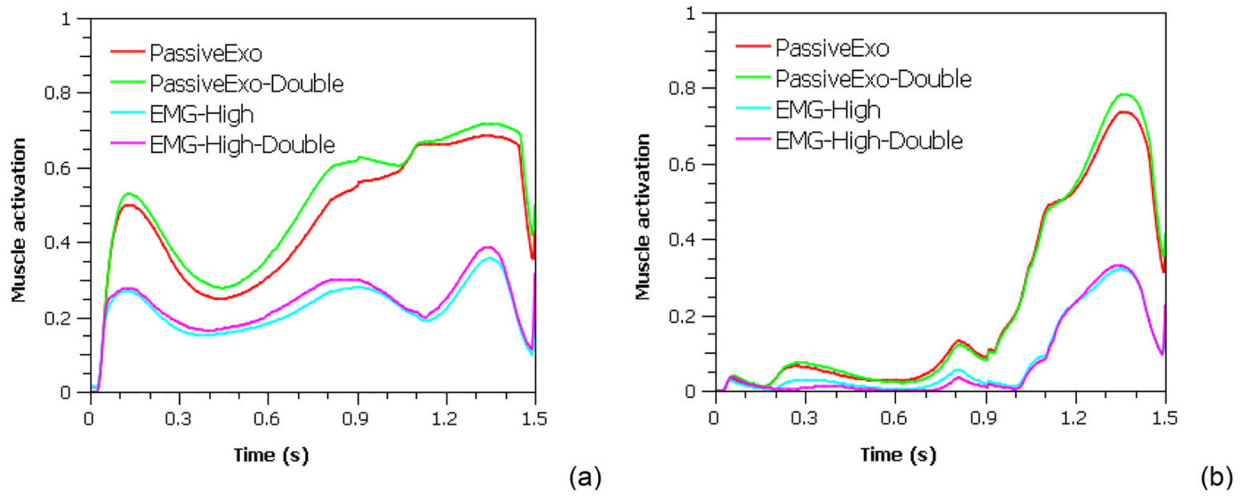 1
0.8
0.6
0.4
0.2
0
Muscle activation
PassiveExo
PassiveExo-Double
EMG-High
EMG-High-Double
0
0.3
0.6
0.9
1.2
1.5
Time (s)
(a)
1
0.8
0.6
0.4
0.2
0
Muscle activation
PassiveExo
PassiveExo-Double
EMG-High
EMG-High-Double
0
0.3
0.6
0.9
1.2
1.5
Time (s)
(b)